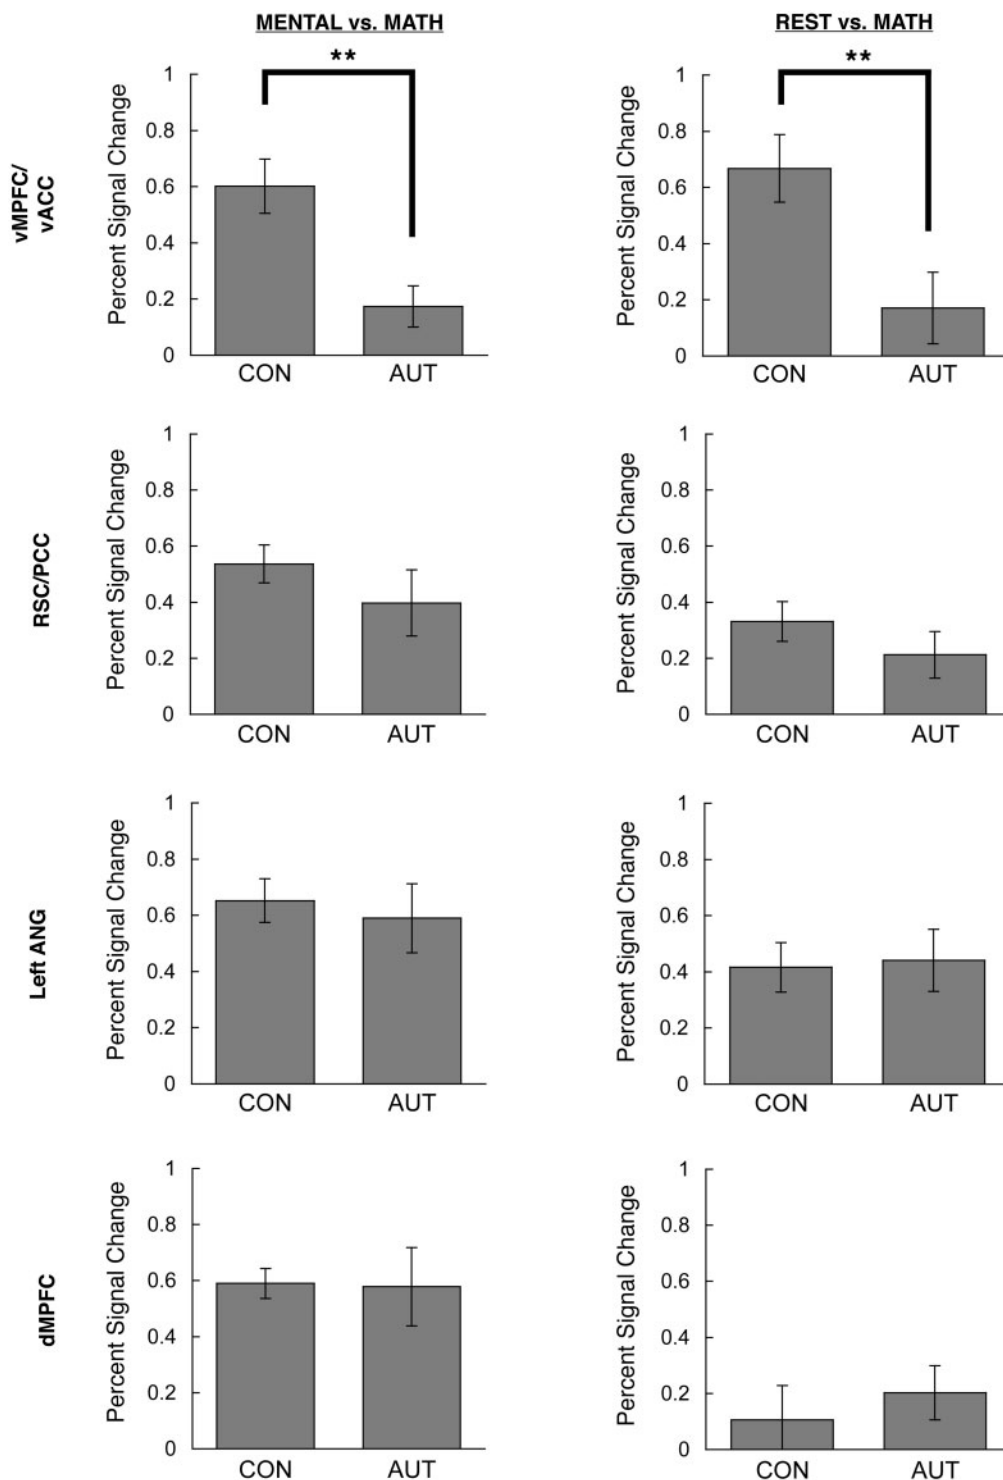 MENTAL vs. MATH
REST vs. MATH
**
**
vMPFC/
vACC
Percent Signal Change
1
0.8
0.6
0.4
0.2
0
CON AUT
Percent Signal Change
1
0.8
0.6
0.4
0.2
0
CON AUT
RSC/PCC
Percent Signal Change
1
0.8
0.6
0.4
0.2
0
CON AUT
Percent Signal Change
1
0.8
0.6
0.4
0.2
0
CON AUT
Left ANG
Percent Signal Change
1
0.8
0.6
0.4
0.2
0
CON AUT
Percent Signal Change
1
0.8
0.6
0.4
0.2
0
CON AUT
dMPFC
Percent Signal Change
1
0.8
0.6
0.4
0.2
0
CON AUT
Percent Signal Change
1
0.8
0.6
0.4
0.2
0
CON AUT